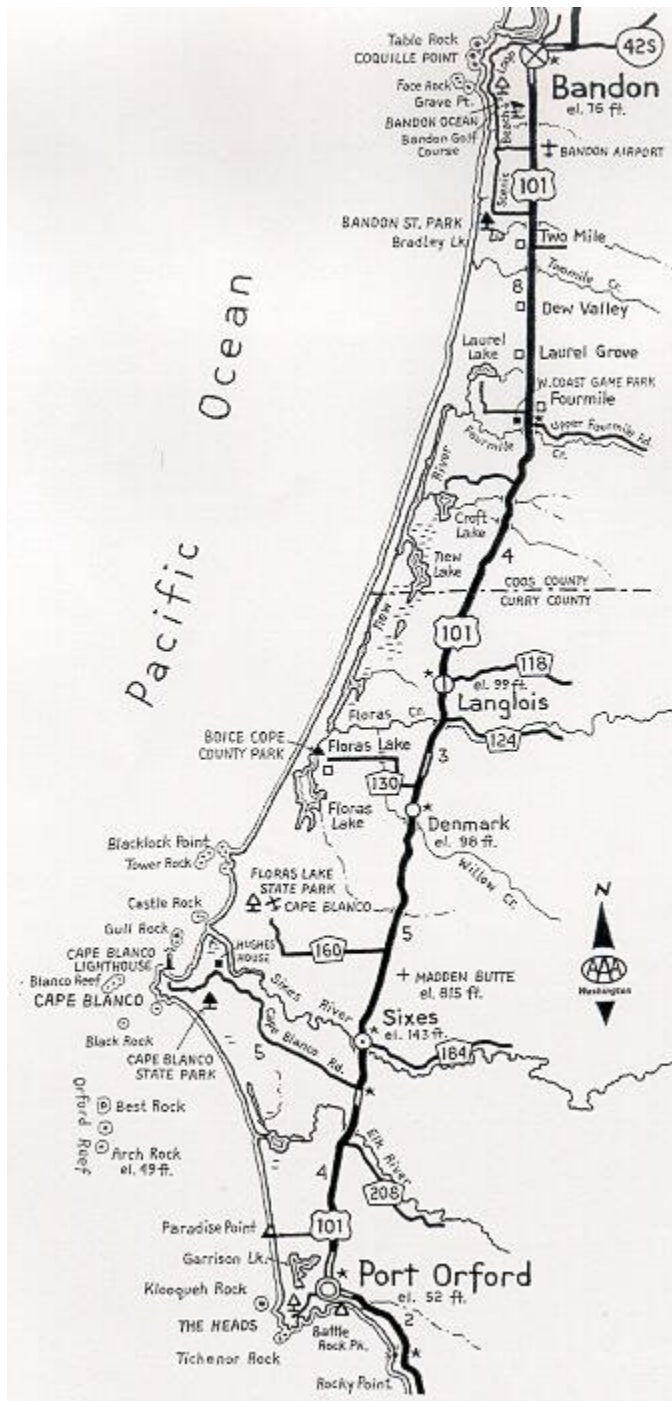 Table Rock
COQUILLE POINT
42S
Bandon
el. 76 ft.
Face Rock
Grave Pt.
Scenic Beach Loop
BANDON OCEAN
Bandon Golf
Course
BANDON AIRPORT
101
BANDON ST. PARK
Bradley Lk.
Two Mile
Twomile Cr.
8
Dew Valley
Laurel
Lake
Laurel Grove
W. COAST GAME PARK
Fourmile
Upper Fourmile Rd.
Fourmile Cr.
Pacific Ocean
New River
Croft
Lake
New
Lake
4
COOS COUNTY
CURRY COUNTY
101
118
el. 99 ft.
Langlois
Floras Cr.
124
BOICE COPE
COUNTY PARK
Floras Lake
3
130
Floras
Lake
Denmark
el. 98 ft.
Willow Cr.
Blacklock Point
Tower Rock
FLORAS LAKE
STATE PARK
CAPE BLANCO
Castle Rock
Gull Rock
5
160
HUGHES
HOUSE
N
AAA
Washington
CAPE BLANCO
LIGHTHOUSE
Blanco Reef
CAPE BLANCO
MADDEN BUTTE
el. 815 ft.
Sixes River
Sixes
el. 143 ft.
184
Cape Blanco Rd.
5
Black Rock
CAPE BLANCO
STATE PARK
Orford Reef
Best Rock
Arch Rock
el. 49 ft.
Elk River
4
208
Paradise Point
101
Garrison Lk.
Port Orford
el. 52 ft.
Klooqueh Rock
2
THE HEADS
Battle
Rock Pk.
Tichenor Rock
Rocky Point